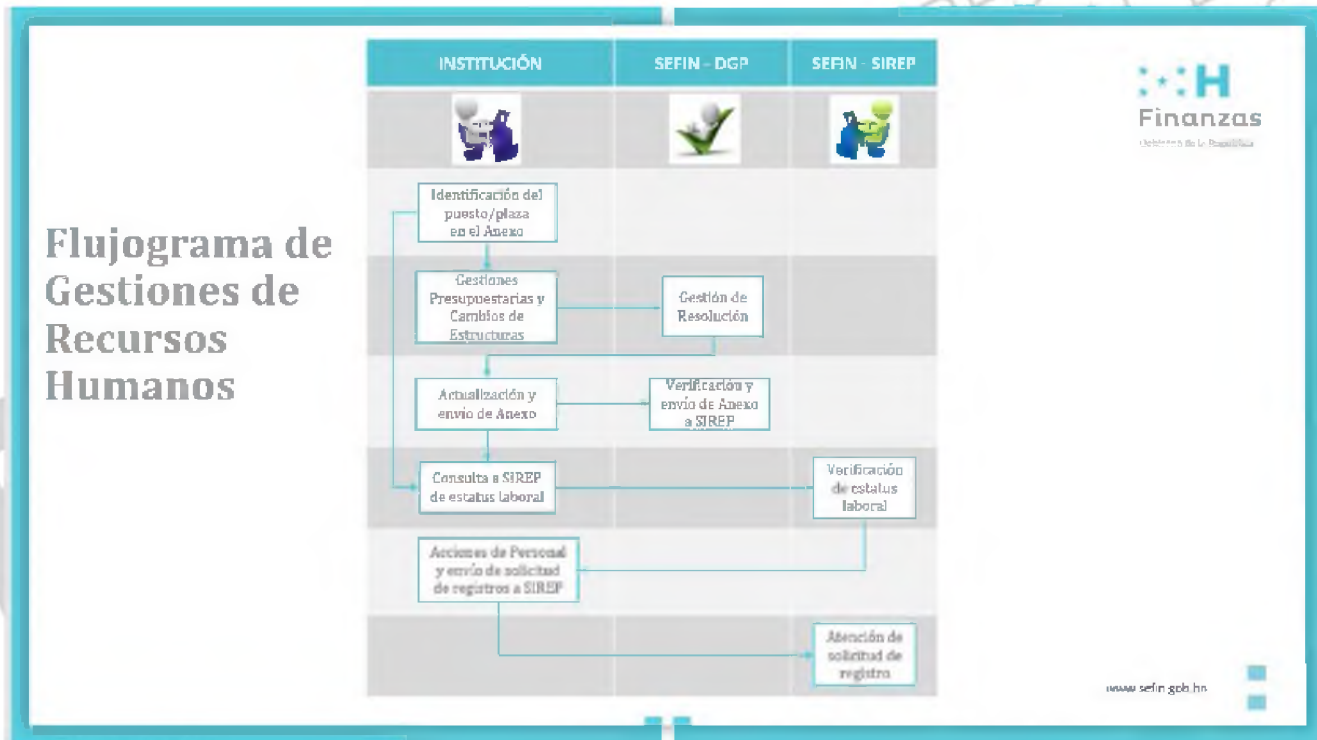 INSTITUCIÓN
SEFIN - DGP
SEFIN - SIREP
H
Finanzas
Flujograma de
Gestiones de
Recursos
Humanos
Identificación del
puesto/plaza
en el Anexo
Gestiones
Presupuestarias y
Cambios de
Estructuras
Gestión de
Resolución
Actualización y
envío de Anexo
Verificación y
envío de Anexo
a SIREP
Consulta a SIREP
de estatus laboral
Verificación
de estatus
laboral
Acciones de Personal
y envío de solicitud
de registros a SIREP
Atención de
solicitud de
registro
www.sefin.gob.hn